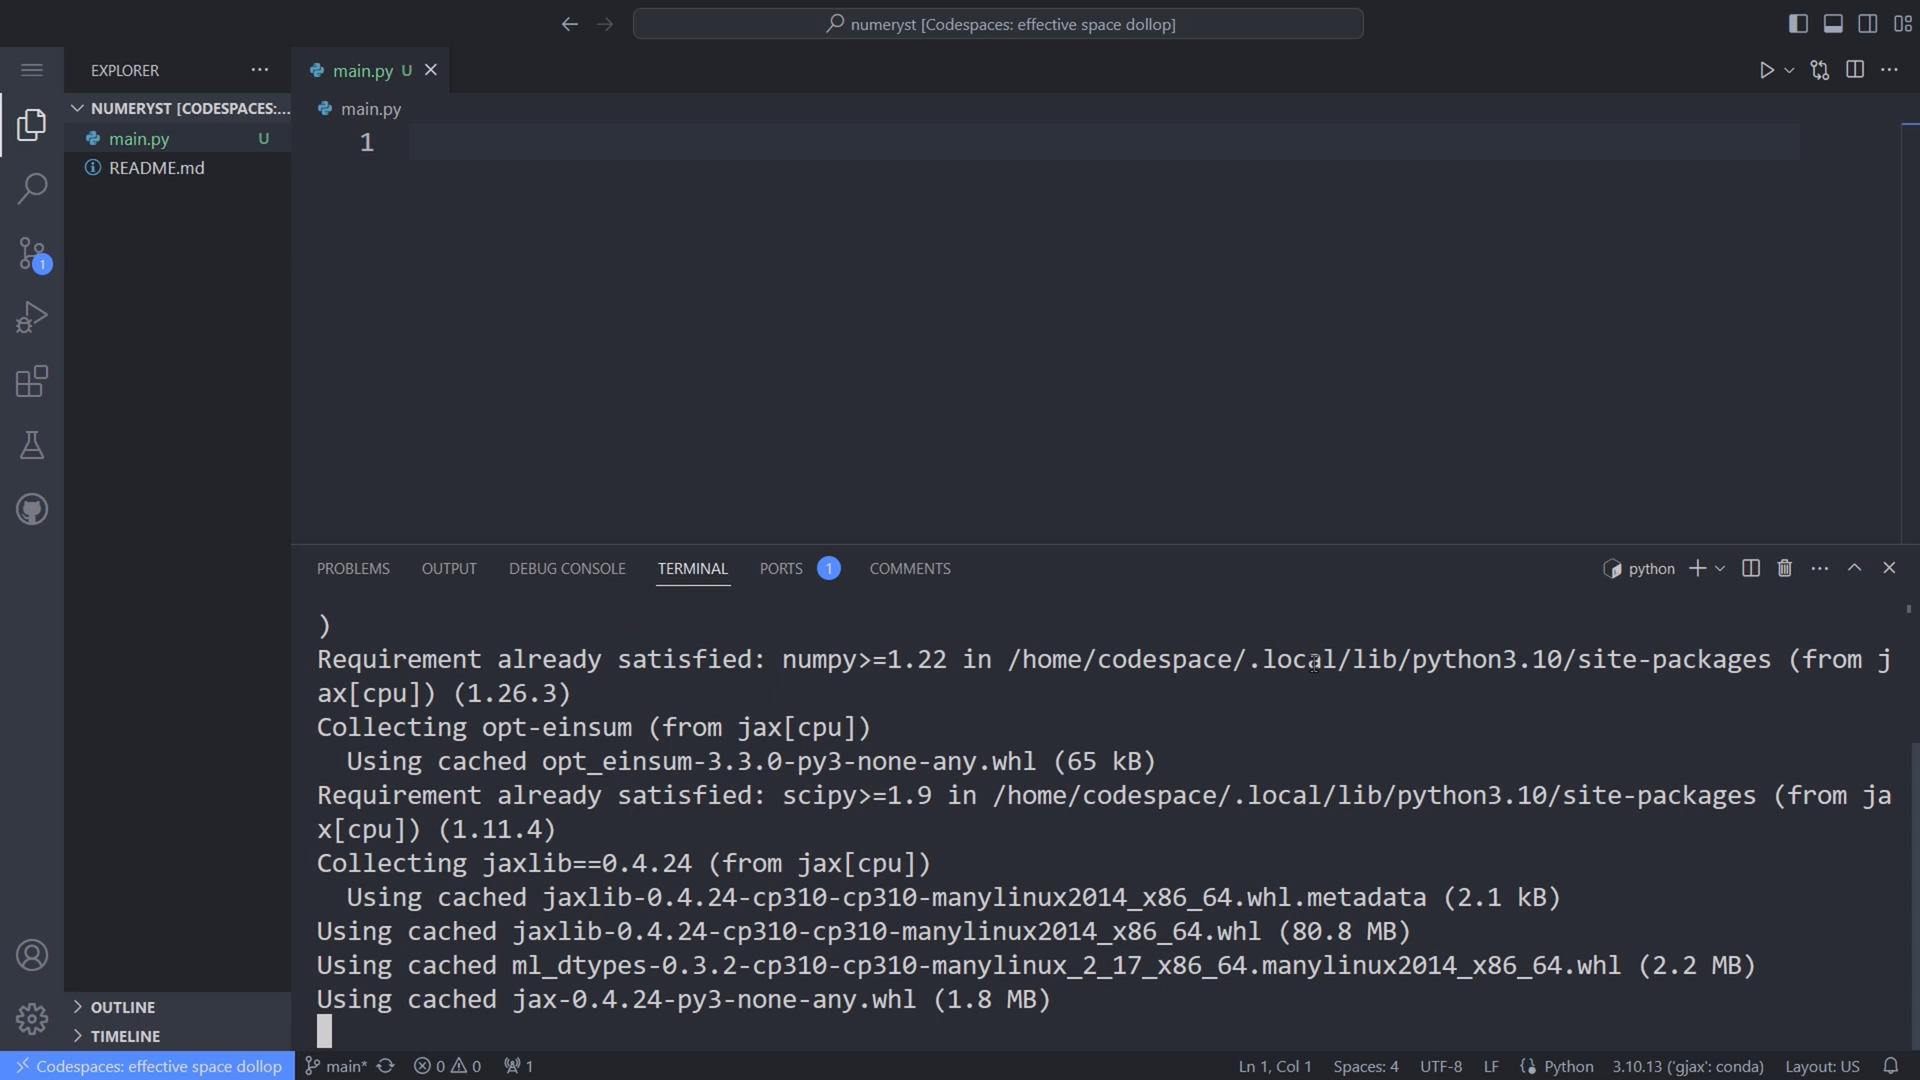 numeryst [Codespaces: effective space dollop]
EXPLORER
main.py U
NUMERYST [CODESPACES:...
main.py
main.py U
1
README.md
1
PROBLEMS OUTPUT DEBUG CONSOLE TERMINAL PORTS 1 COMMENTS
python
)
Requirement already satisfied: numpy>=1.22 in /home/codespace/.local/lib/python3.10/site-packages (from j
ax[cpu]) (1.26.3)
Collecting opt-einsum (from jax[cpu])
Using cached opt_einsum-3.3.0-py3-none-any.whl (65 kB)
Requirement already satisfied: scipy>=1.9 in /home/codespace/.local/lib/python3.10/site-packages (from ja
x[cpu]) (1.11.4)
Collecting jaxlib==0.4.24 (from jax[cpu])
Using cached jaxlib-0.4.24-cp310-cp310-manylinux2014_x86_64.whl.metadata (2.1 kB)
Using cached jaxlib-0.4.24-cp310-cp310-manylinux2014_x86_64.whl (80.8 MB)
Using cached ml_dtypes-0.3.2-cp310-cp310-manylinux_2_17_x86_64.manylinux2014_x86_64.whl (2.2 MB)
Using cached jax-0.4.24-py3-none-any.whl (1.8 MB)
OUTLINE
TIMELINE
Codespaces: effective space dollop main* 0 0 1 Ln 1, Col 1 Spaces: 4 UTF-8 LF Python 3.10.13 ('gjax': conda) Layout: US